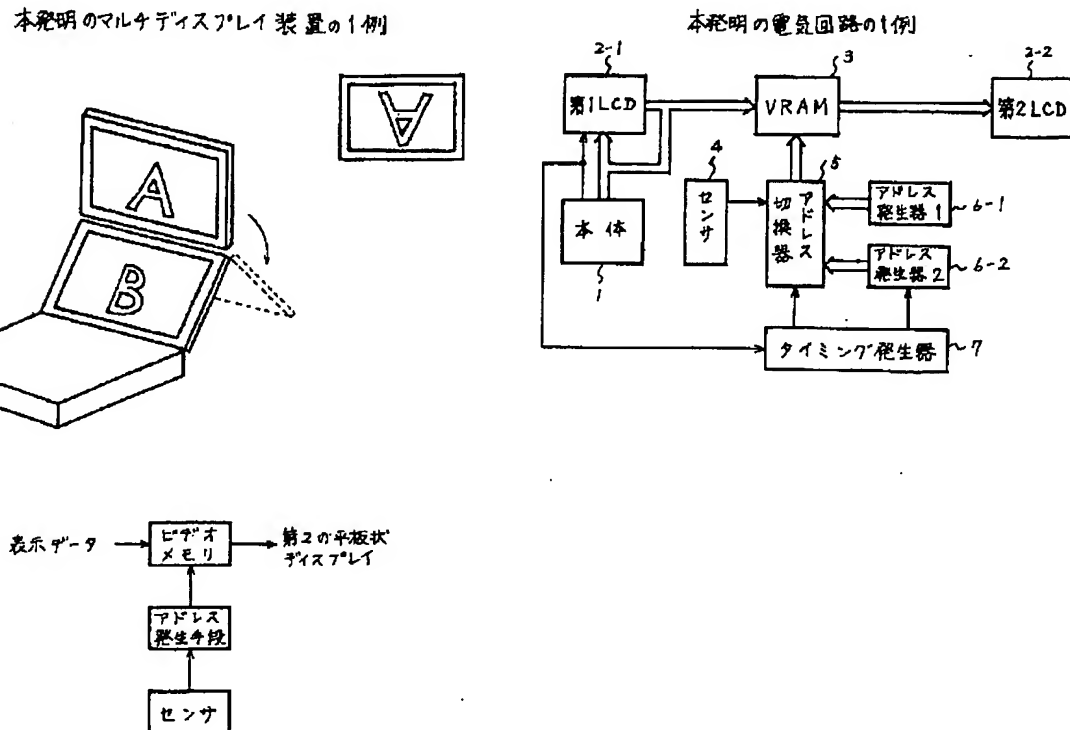 本発明のマルチディスプレイ装置の1例
A
B
A
本発明の電気回路の1例
2-1
第1LCD
3
VRAM
2-2
第2LCD
4
センサ
5
アドレス
切換器
アドレス
発生器1
6-1
アドレス
発生器2
6-2
本体
1
タイミング発生器
7
表示データ
ビデオ
メモリ
第2の平板状
ディスプレイ
アドレス
発生手段
センサ